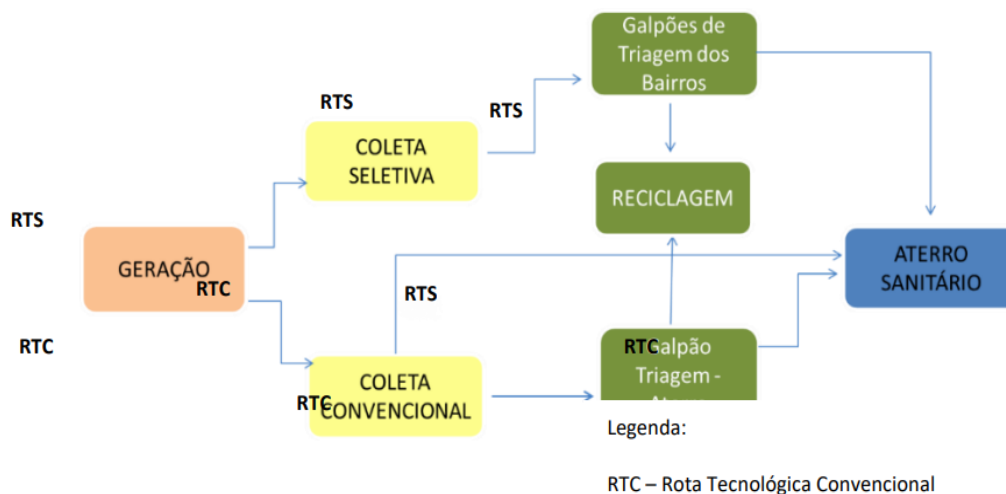 Galpões de
Triagem dos
Bairros
RTS
RTS
COLETA
SELETIVA
RECICLAGEM
RTS
GERAÇÃO
RTC
ATERRO
SANITÁRIO
RTS
RTC
RTC
Galpão
Triagem -
COLETA
CONVENCIONAL
RTC
Legenda:
RTC – Rota Tecnológica Convencional